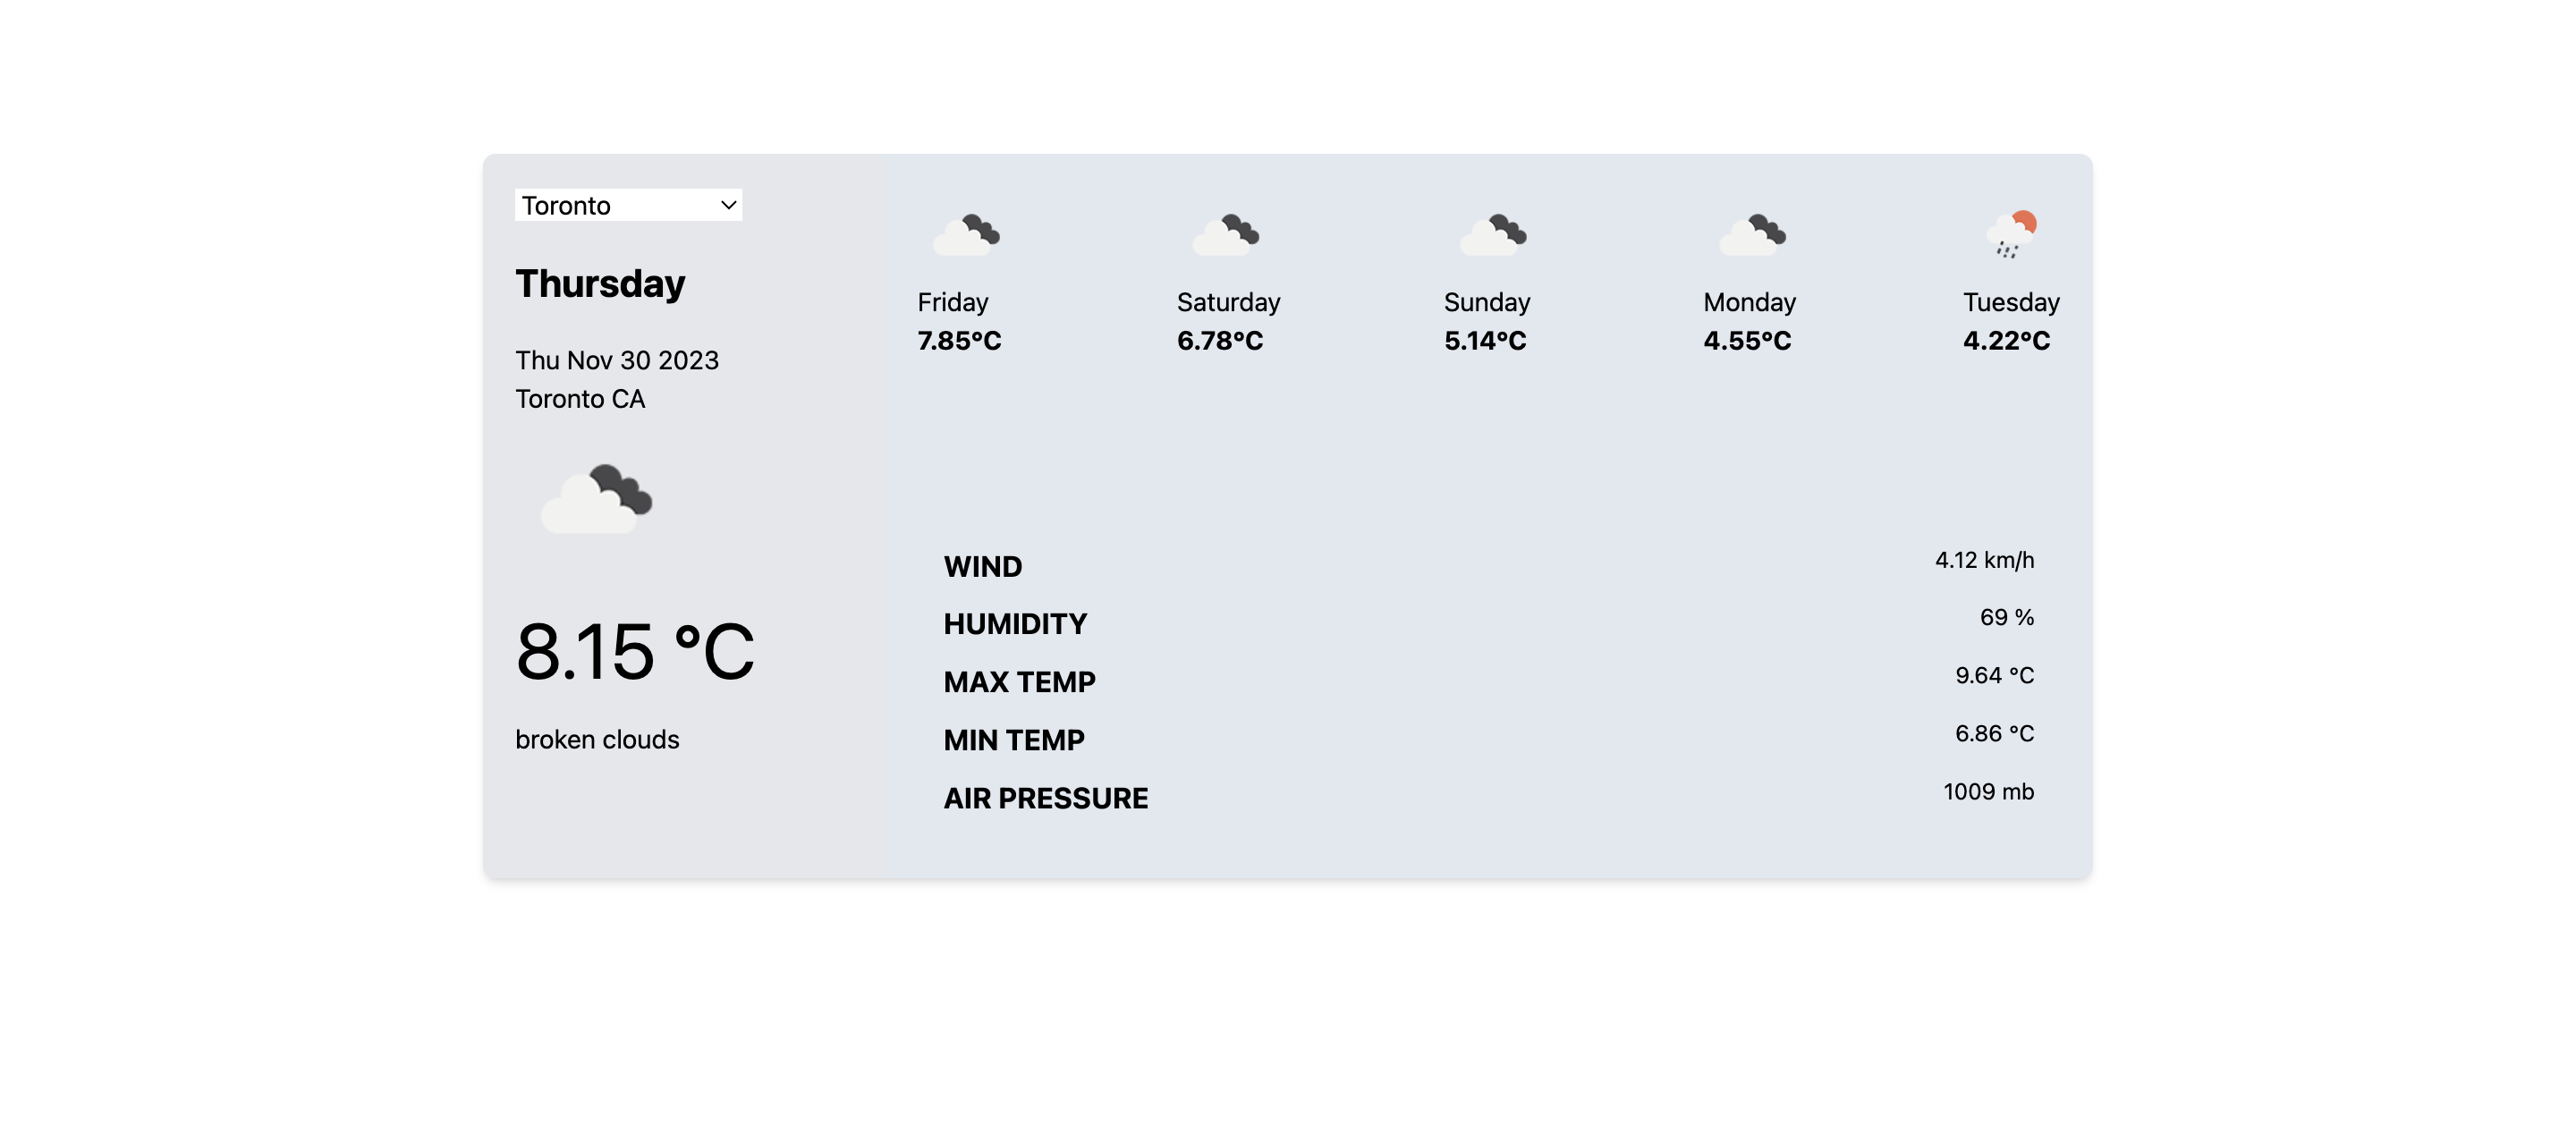 Toronto
Thursday
Thu Nov 30 2023
Toronto CA
8.15 °C
broken clouds
Friday Saturday Sunday Monday Tuesday
7.85°C 6.78°C 5.14°C 4.55°C 4.22°C
WIND 4.12 km/h
HUMIDITY 69 %
MAX TEMP 9.64 °C
MIN TEMP 6.86 °C
AIR PRESSURE 1009 mb